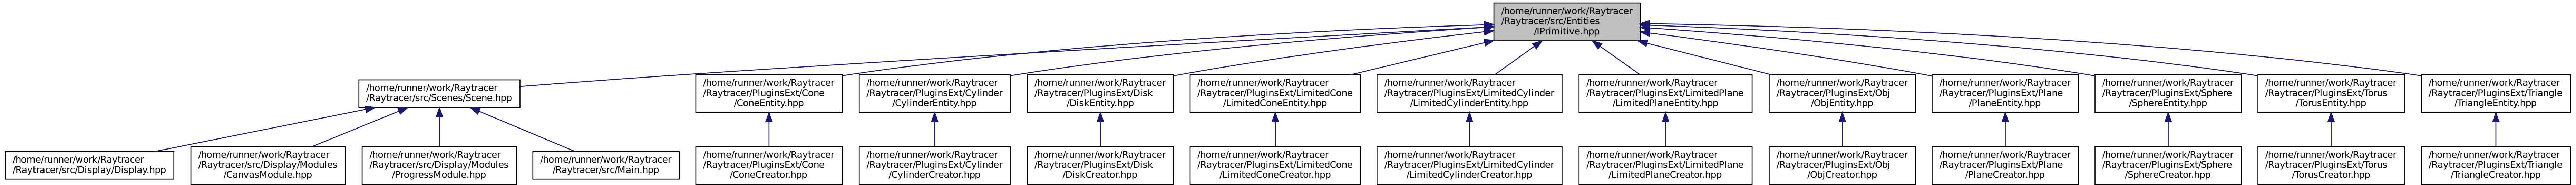 /home/runner/work/Raytracer
/Raytracer/src/Entities
/IPrimitive.hpp
/home/runner/work/Raytracer
/Raytracer/src/Scenes/Scene.hpp
/home/runner/work/Raytracer
/Raytracer/PluginsExt/Cone
/ConeEntity.hpp
/home/runner/work/Raytracer
/Raytracer/PluginsExt/Cylinder
/CylinderEntity.hpp
/home/runner/work/Raytracer
/Raytracer/PluginsExt/Disk
/DiskEntity.hpp
/home/runner/work/Raytracer
/Raytracer/PluginsExt/LimitedCone
/LimitedConeEntity.hpp
/home/runner/work/Raytracer
/Raytracer/PluginsExt/LimitedCylinder
/LimitedCylinderEntity.hpp
/home/runner/work/Raytracer
/Raytracer/PluginsExt/LimitedPlane
/LimitedPlaneEntity.hpp
/home/runner/work/Raytracer
/Raytracer/PluginsExt/Obj
/ObjEntity.hpp
/home/runner/work/Raytracer
/Raytracer/PluginsExt/Plane
/PlaneEntity.hpp
/home/runner/work/Raytracer
/Raytracer/PluginsExt/Sphere
/SphereEntity.hpp
/home/runner/work/Raytracer
/Raytracer/PluginsExt/Torus
/TorusEntity.hpp
/home/runner/work/Raytracer
/Raytracer/PluginsExt/Triangle
/TriangleEntity.hpp
/home/runner/work/Raytracer
/Raytracer/src/Display/Display.hpp
/home/runner/work/Raytracer
/Raytracer/src/Display/Modules
/CanvasModule.hpp
/home/runner/work/Raytracer
/Raytracer/src/Display/Modules
/ProgressModule.hpp
/home/runner/work/Raytracer
/Raytracer/src/Main.hpp
/home/runner/work/Raytracer
/Raytracer/PluginsExt/Cone
/ConeCreator.hpp
/home/runner/work/Raytracer
/Raytracer/PluginsExt/Cylinder
/CylinderCreator.hpp
/home/runner/work/Raytracer
/Raytracer/PluginsExt/Disk
/DiskCreator.hpp
/home/runner/work/Raytracer
/Raytracer/PluginsExt/LimitedCone
/LimitedConeCreator.hpp
/home/runner/work/Raytracer
/Raytracer/PluginsExt/LimitedCylinder
/LimitedCylinderCreator.hpp
/home/runner/work/Raytracer
/Raytracer/PluginsExt/LimitedPlane
/LimitedPlaneCreator.hpp
/home/runner/work/Raytracer
/Raytracer/PluginsExt/Obj
/ObjCreator.hpp
/home/runner/work/Raytracer
/Raytracer/PluginsExt/Plane
/PlaneCreator.hpp
/home/runner/work/Raytracer
/Raytracer/PluginsExt/Sphere
/SphereCreator.hpp
/home/runner/work/Raytracer
/Raytracer/PluginsExt/Torus
/TorusCreator.hpp
/home/runner/work/Raytracer
/Raytracer/PluginsExt/Triangle
/TriangleCreator.hpp